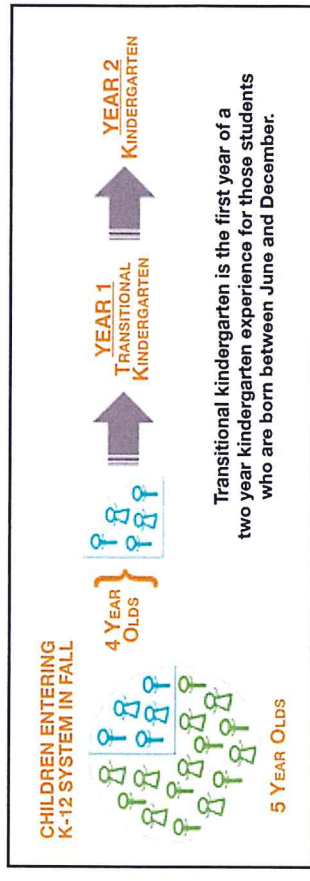 CHILDREN ENTERING
K-12 SYSTEM IN FALL
4 YEAR
OLDS
5 YEAR OLDS
YEAR 1
TRANSITIONAL
KINDERGARTEN
YEAR 2
KINDERGARTEN
Transitional kindergarten is the first year of a
two year kindergarten experience for those students
who are born between June and December.